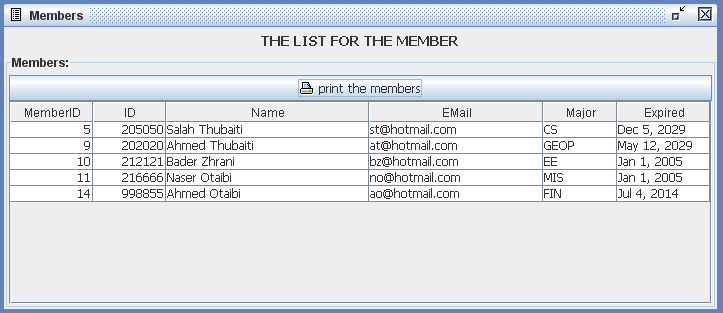 Members
THE LIST FOR THE MEMBER
Members:
print the members
MemberID ID Name EMail Major Expired
5 205050 Salah Thubaiti st@hotmail.com CS Dec 5, 2029
9 202020 Ahmed Thubaiti at@hotmail.com GEOP May 12, 2029
10 212121 Bader Zhrani bz@hotmail.com EE Jan 1, 2005
11 216666 Naser Otaibi no@hotmail.com MIS Jan 1, 2005
14 998855 Ahmed Otaibi ao@hotmail.com FIN Jul 4, 2014